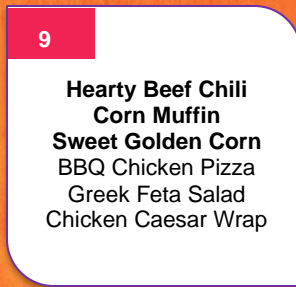 9
Hearty Beef Chili
Corn Muffin
Sweet Golden Corn
BBQ Chicken Pizza
Greek Feta Salad
Chicken Caesar Wrap